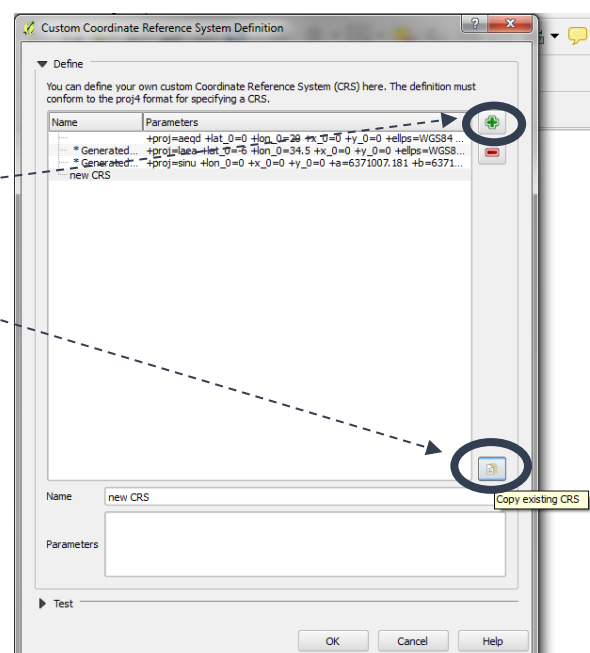 Custom Coordinate Reference System Definition
?
X
Define
You can define your own custom Coordinate Reference System (CRS) here. The definition must
conform to the proj4 format for specifying a CRS.
Name Parameters
+proj=aeqd +lat_0=0 +lon_0=20 +x_0=0 +y_0=0 +ellps=WGS84 ...
* Generated... +proj=laea +lat_0=-6 +lon_0=34.5 +x_0=0 +y_0=0 +ellps=WGS8...
* Generated... +proj=sinu +lon_0=0 +x_0=0 +y_0=0 +a=6371007.181 +b=6371...
new CRS
Name new CRS
Copy existing CRS
Parameters
Test
OK Cancel Help